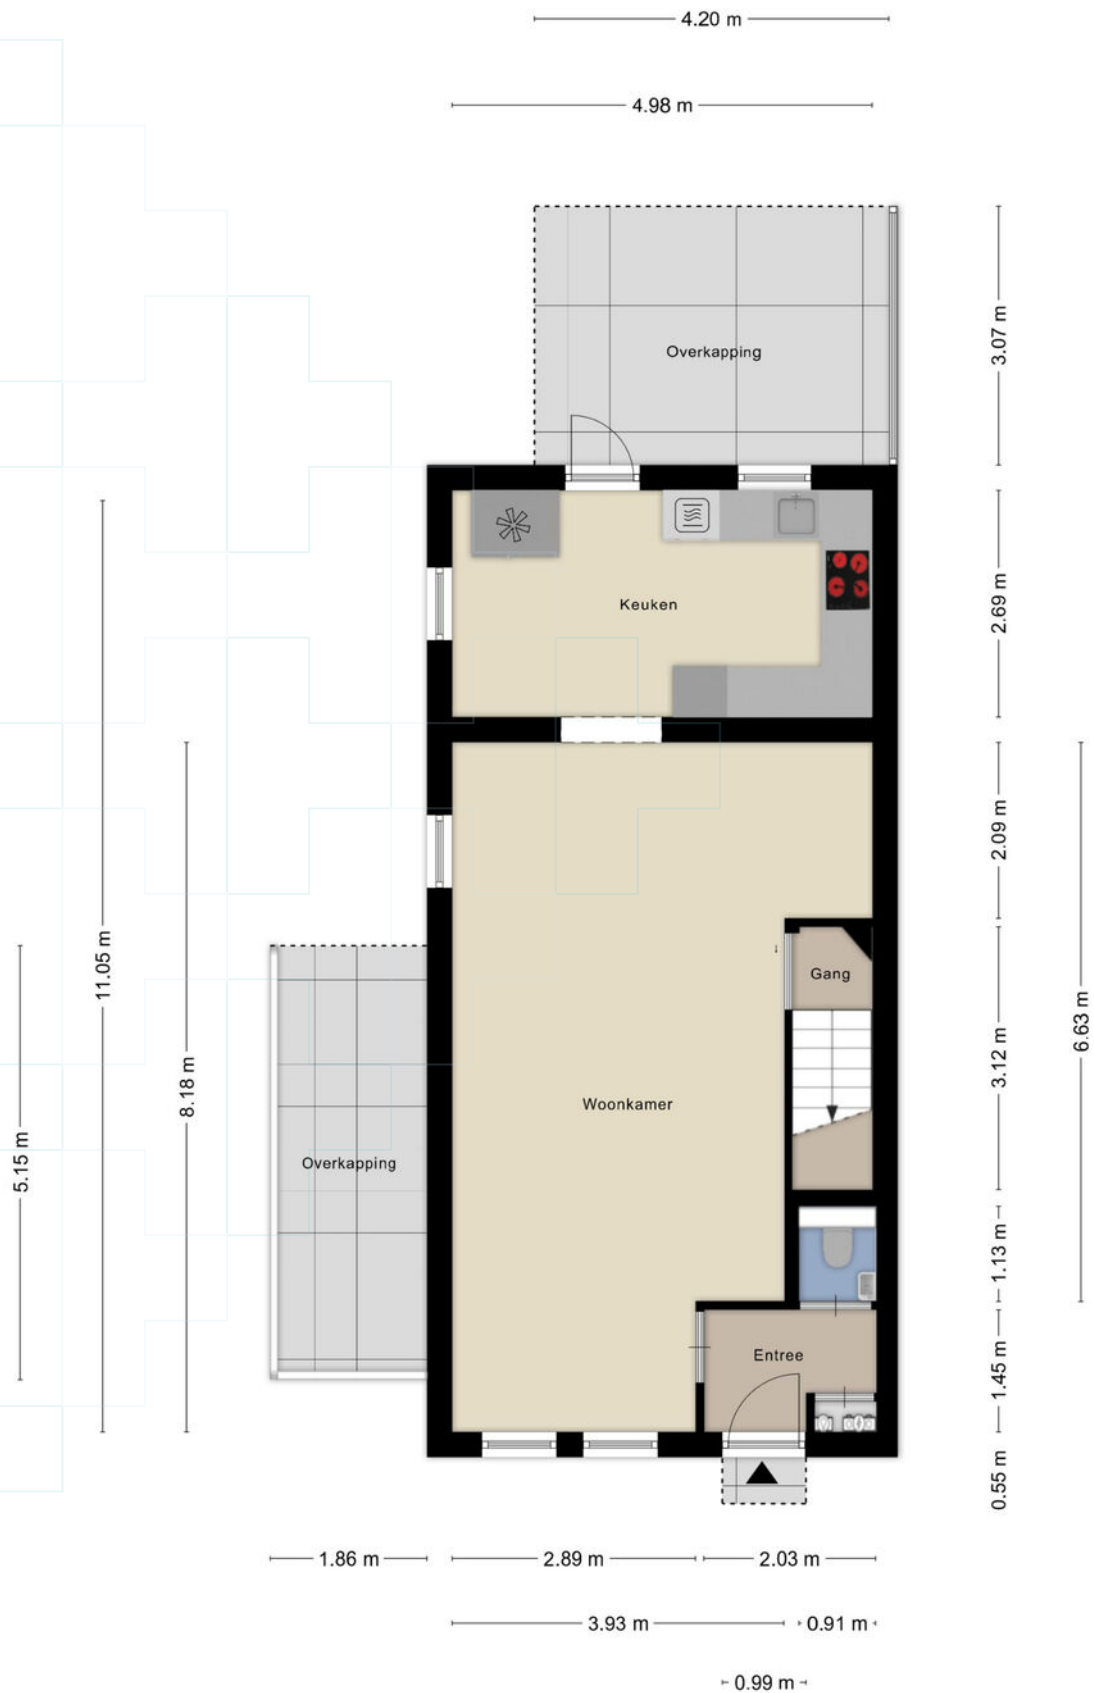 4.20 m
4.98 m
Overkapping
3.07 m
Keuken
2.69 m
2.09 m
11.05 m
Gang
6.63 m
3.12 m
8.18 m
Woonkamer
5.15 m
Overkapping
1.13 m
Entree
1.45 m
0.55 m
1.86 m
2.89 m
2.03 m
3.93 m
0.91 m
0.99 m